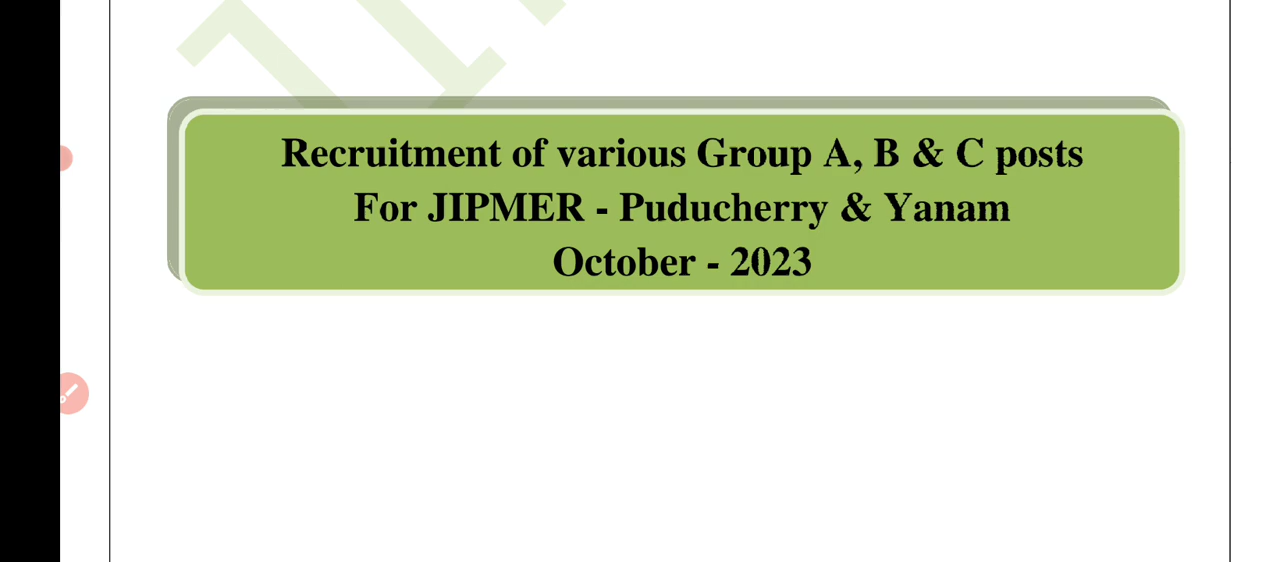 Recruitment of various Group A, B & C posts
For JIPMER - Puducherry & Yanam
October - 2023